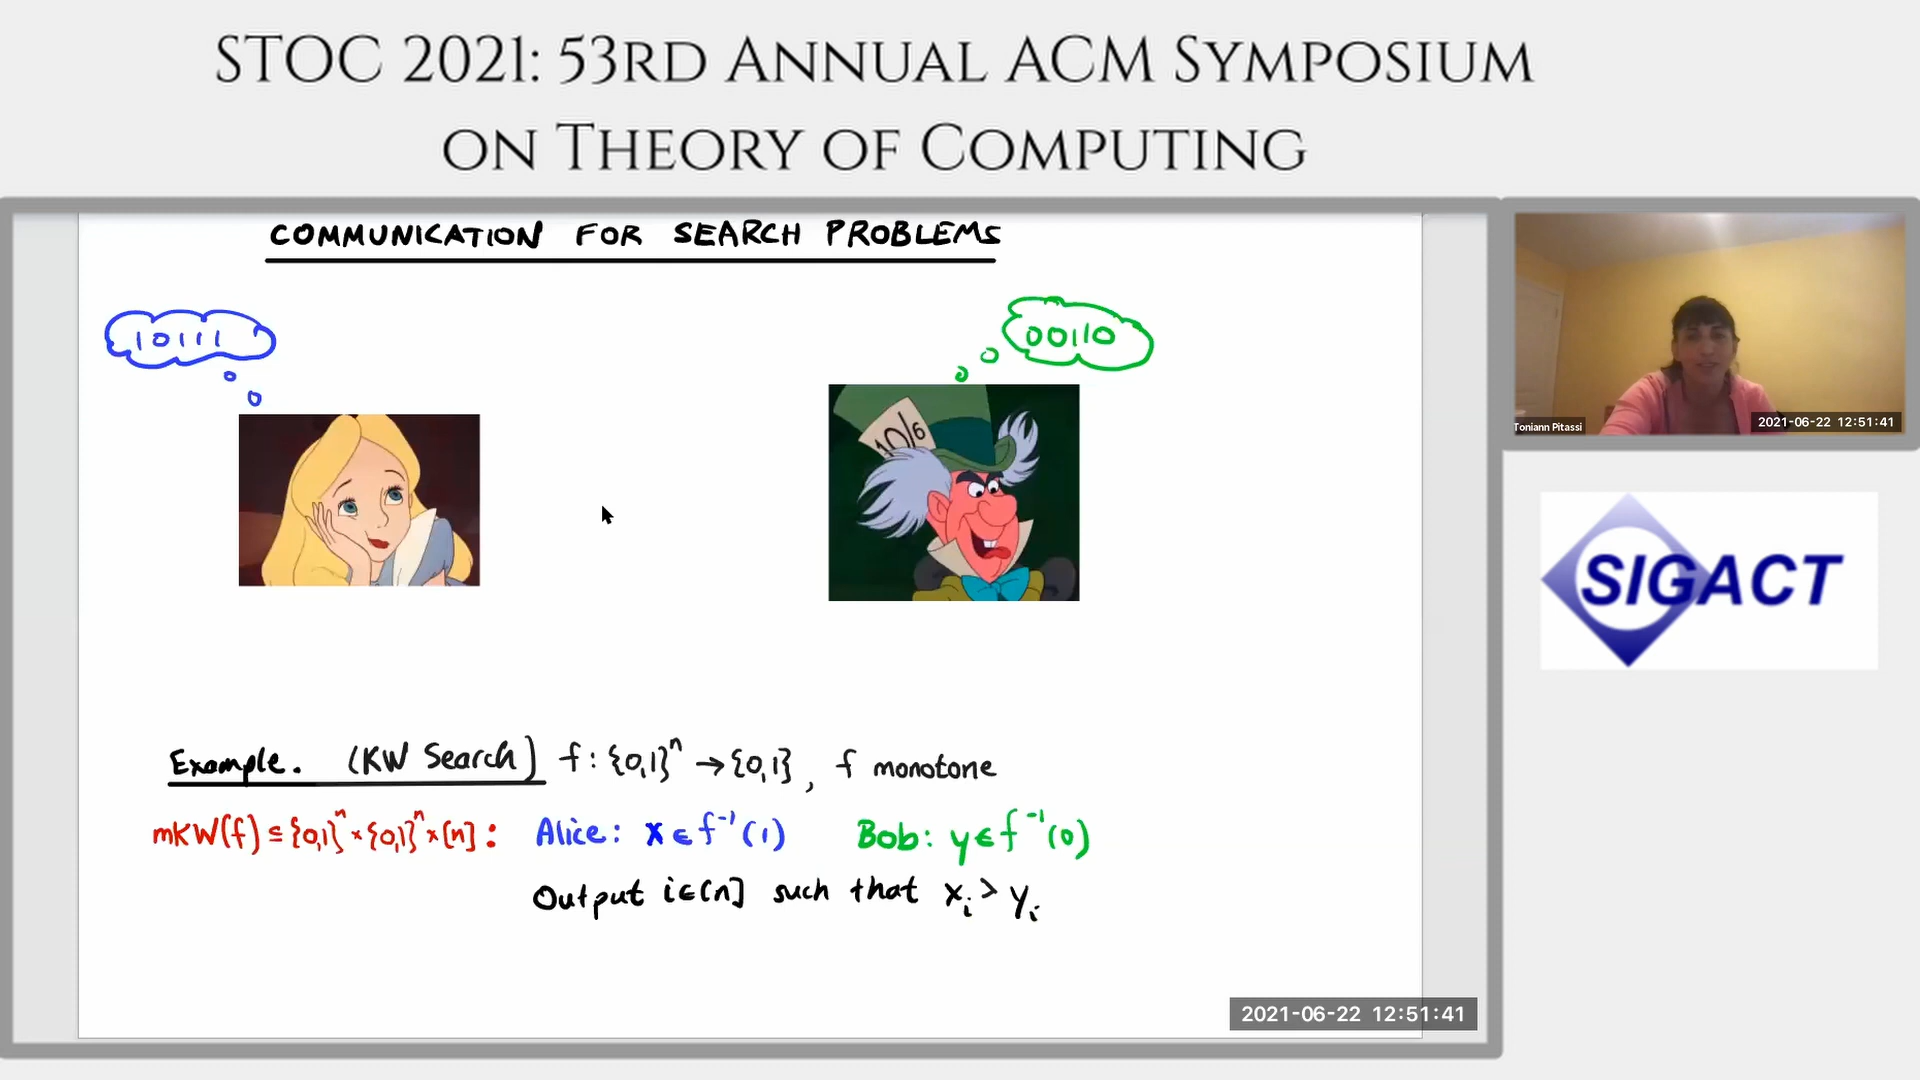 STOC 2021: 53RD ANNUAL ACM SYMPOSIUM
ON THEORY OF COMPUTING
COMMUNICATION FOR SEARCH PROBLEMS
10111
00110
10/6
Toniann Pitassi
2021-06-22 12:51:41
SIGACT
Example. (KW Search) f: {0,1}ⁿ → {0,1}, f monotone
mKW(f) ⊆ {0,1}ⁿ × {0,1}ⁿ × [n]: Alice: x ∈ f⁻¹(1) Bob: y ∈ f⁻¹(0)
Output i∈[n] such that xᵢ > yᵢ
2021-06-22 12:51:41